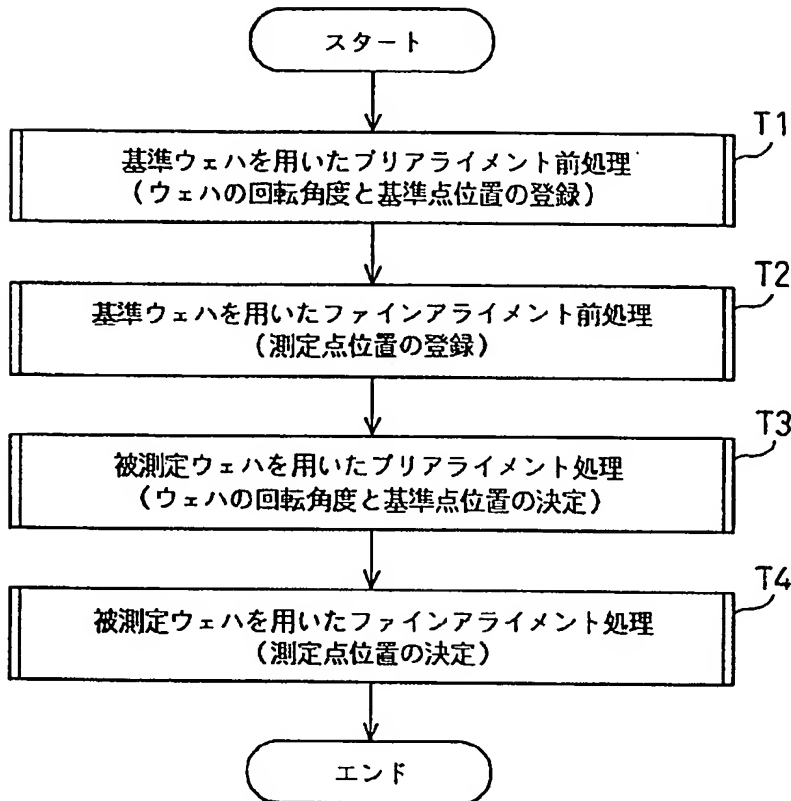 スタート
T1
基準ウェハを用いたプリアライメント前処理
(ウェハの回転角度と基準点位置の登録)
T2
基準ウェハを用いたファインアライメント前処理
(測定点位置の登録)
T3
被測定ウェハを用いたプリアライメント処理
(ウェハの回転角度と基準点位置の決定)
T4
被測定ウェハを用いたファインアライメント処理
(測定点位置の決定)
エンド